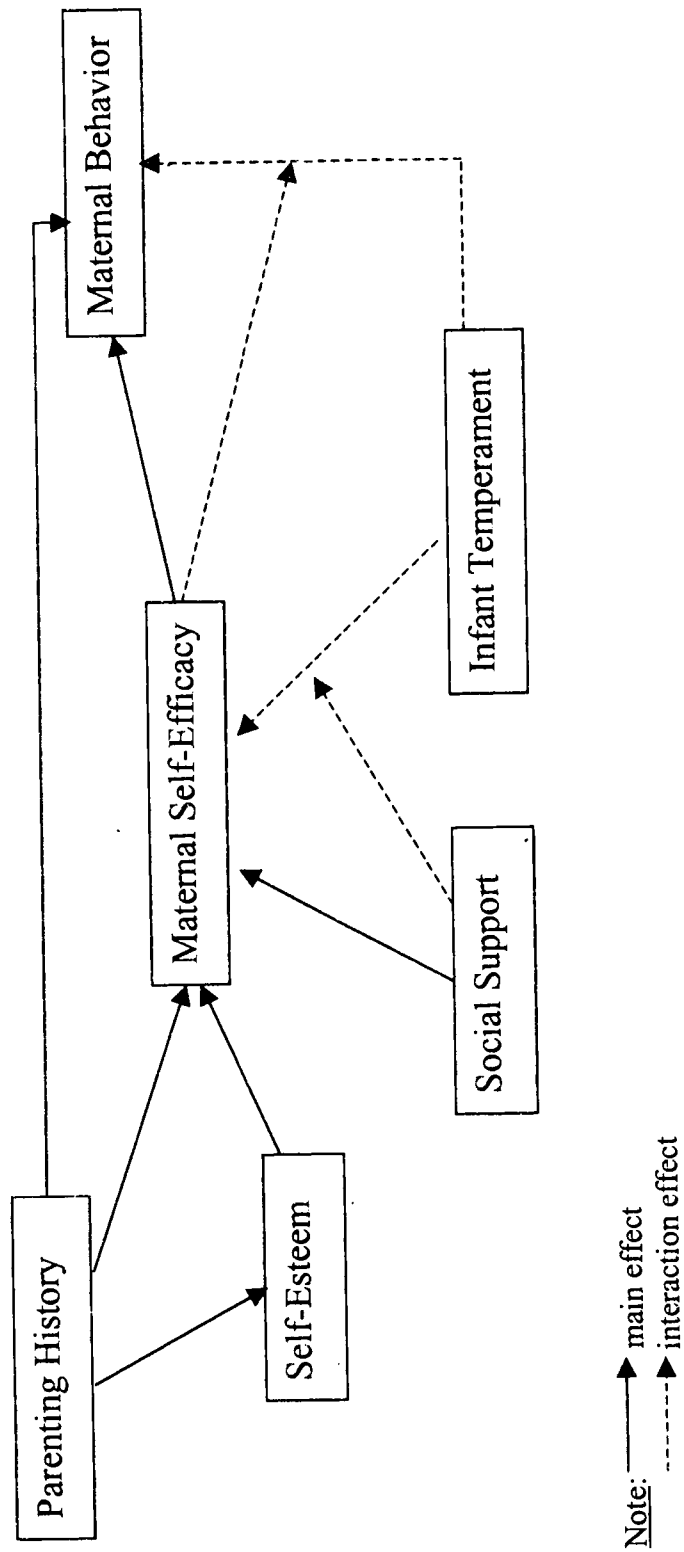 Parenting History
Maternal Behavior
Maternal Self-Efficacy
Self-Esteem
Social Support
Infant Temperament
Note: main effect
interaction effect